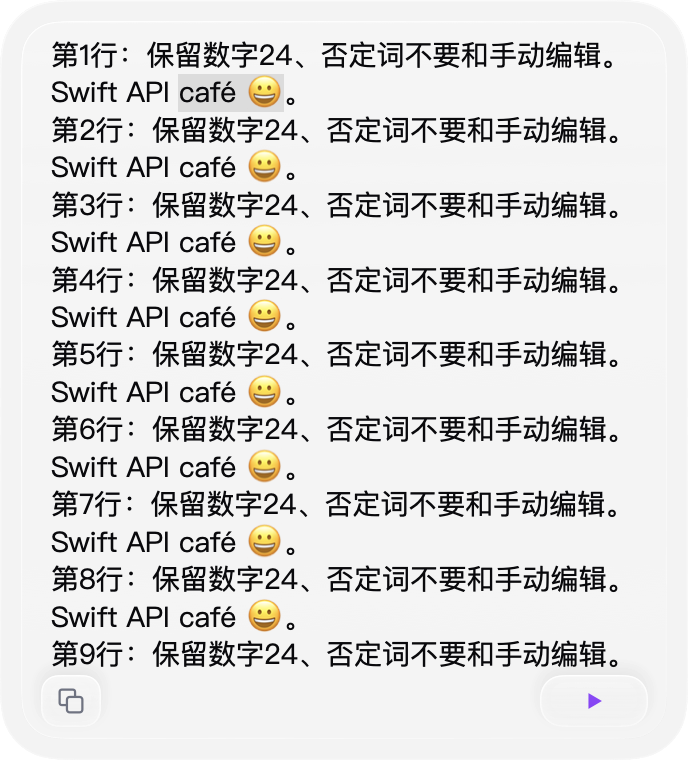 第1行：保留数字24、否定词不要和手动编辑。
Swift API café 😀。
第2行：保留数字24、否定词不要和手动编辑。
Swift API café 😀。
第3行：保留数字24、否定词不要和手动编辑。
Swift API café 😀。
第4行：保留数字24、否定词不要和手动编辑。
Swift API café 😀。
第5行：保留数字24、否定词不要和手动编辑。
Swift API café 😀。
第6行：保留数字24、否定词不要和手动编辑。
Swift API café 😀。
第7行：保留数字24、否定词不要和手动编辑。
Swift API café 😀。
第8行：保留数字24、否定词不要和手动编辑。
Swift API café 😀。
第9行：保留数字24、否定词不要和手动编辑。